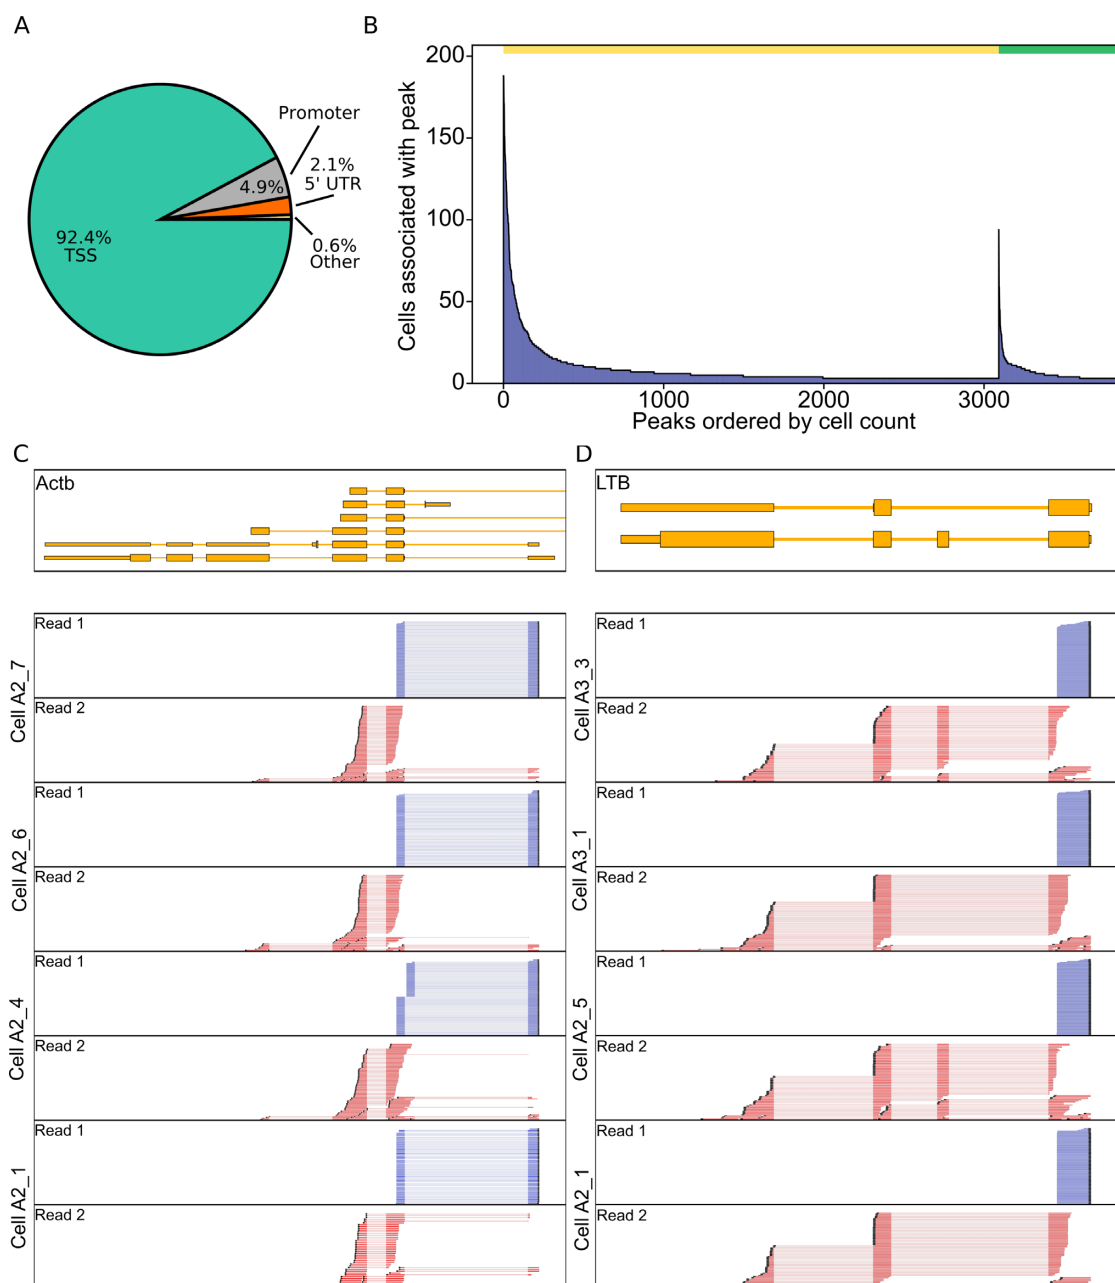 A
Promoter
2.1%
5' UTR
4.9%
92.4%
TSS
0.6%
Other
B
Cells associated with peak
200
150
100
50
0
0
1000
2000
3000
Peaks ordered by cell count
C
Actb
Cell A2_7
Read 1
Read 2
Cell A2_6
Read 1
Read 2
Cell A2_4
Read 1
Read 2
Cell A2_1
Read 1
Read 2
D
LTB
Cell A3_3
Read 1
Read 2
Cell A3_1
Read 1
Read 2
Cell A2_5
Read 1
Read 2
Cell A2_1
Read 1
Read 2